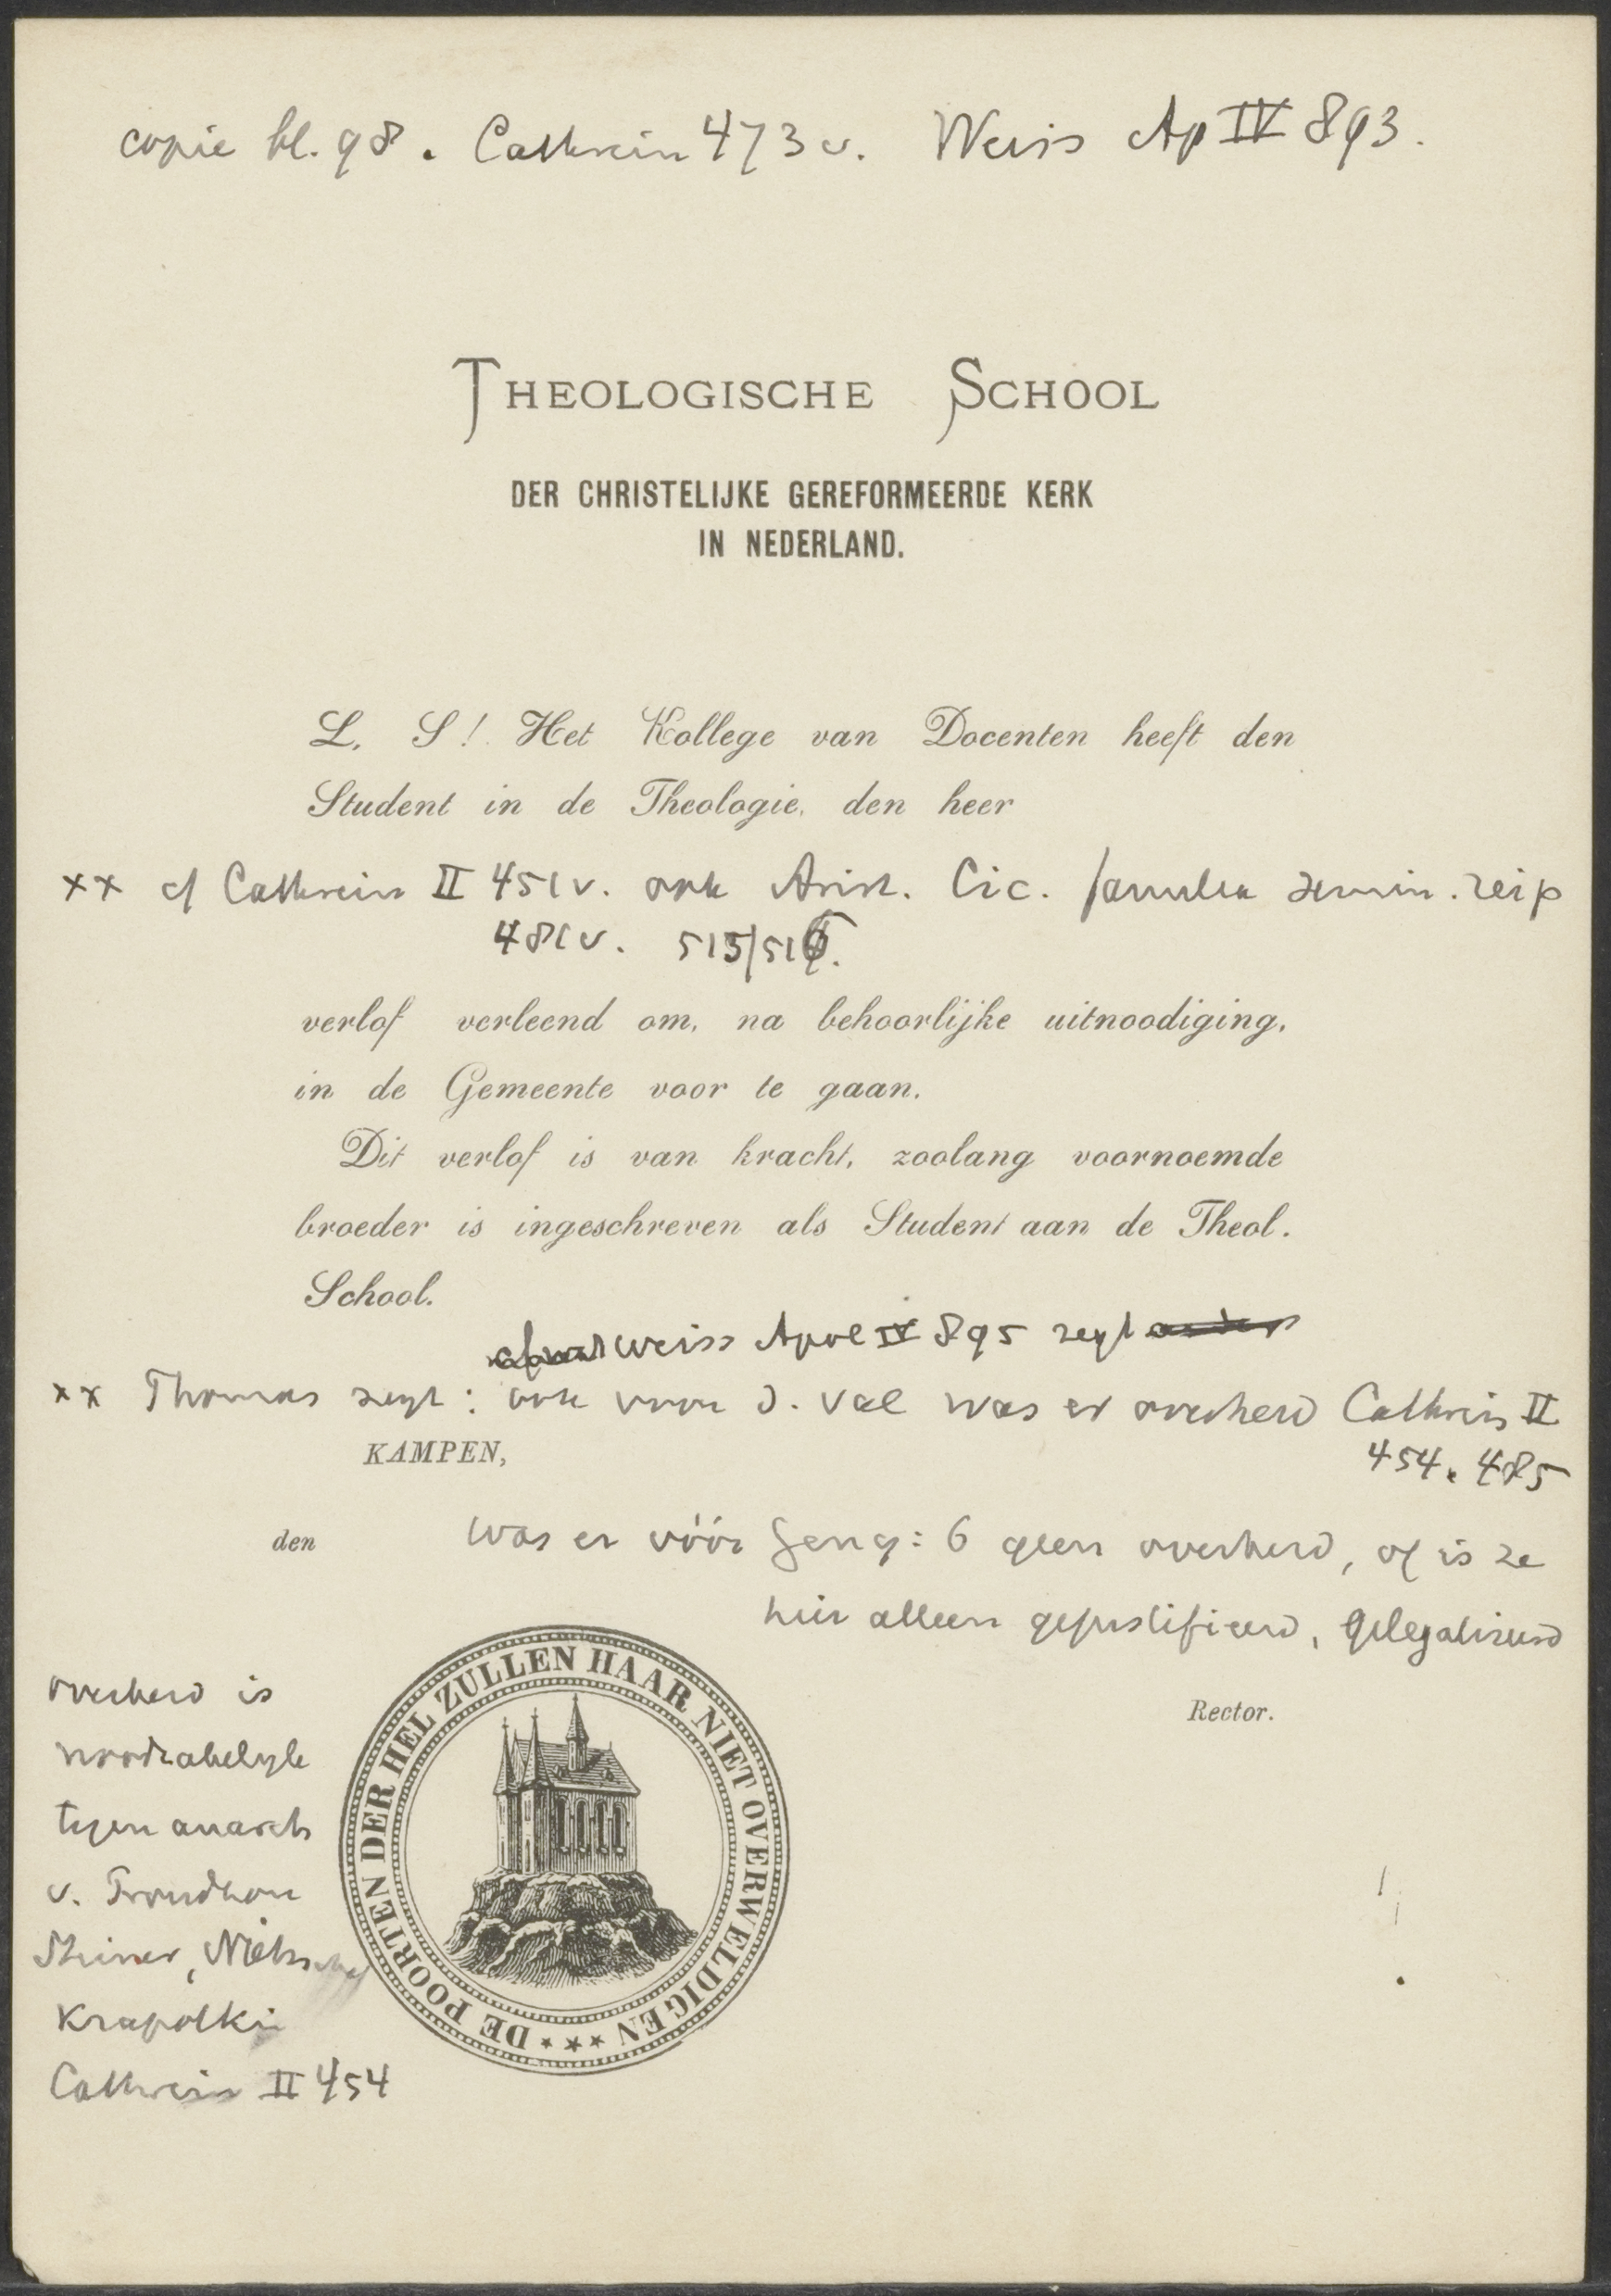 copie bl. 98. Cathrein 473 v. Weiss Ap IV 893.
THEOLOGISCHE SCHOOL
DER CHRISTELIJKE GEREFORMEERDE KERK
IN NEDERLAND.
L. S! Het Kollege van Docenten heeft den
Student in de Theologie, den heer
xx cf Cathrein II 451 v. ook Arist. Cic. familia semin. reip
481 v. 515/516.
verlof verleend om, na behoorlijke uitnoodiging,
in de Gemeente voor te gaan.
Dit verlof is van kracht, zoolang voornoemde
broeder is ingeschreven als Student aan de Theol.
School.
Weiss Apol IV 895 zegt
xx Thomas zegt: ook voor d. val was er overheid Cathrein II
KAMPEN,
454. 485
den
Was er vóór Gen 9:6 geen overheid, of is ze
hier alleen gejustifieerd, gelegaliseerd
Rector.
overheid is
noodzakelijk
tegen anarch
v. Proudhon
Stirner, Nietzsche
Krapotkin
Cathrein II 454
DE POORTEN DER HEL ZULLEN HAAR NIET OVERWELDIGEN